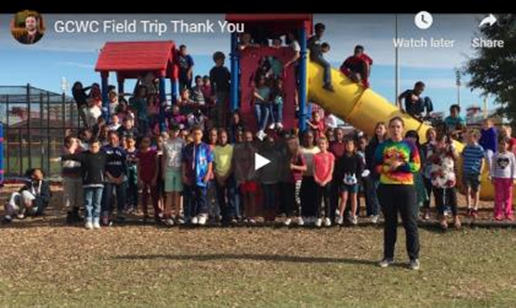 GCWC Field Trip Thank You
Watch later
Share